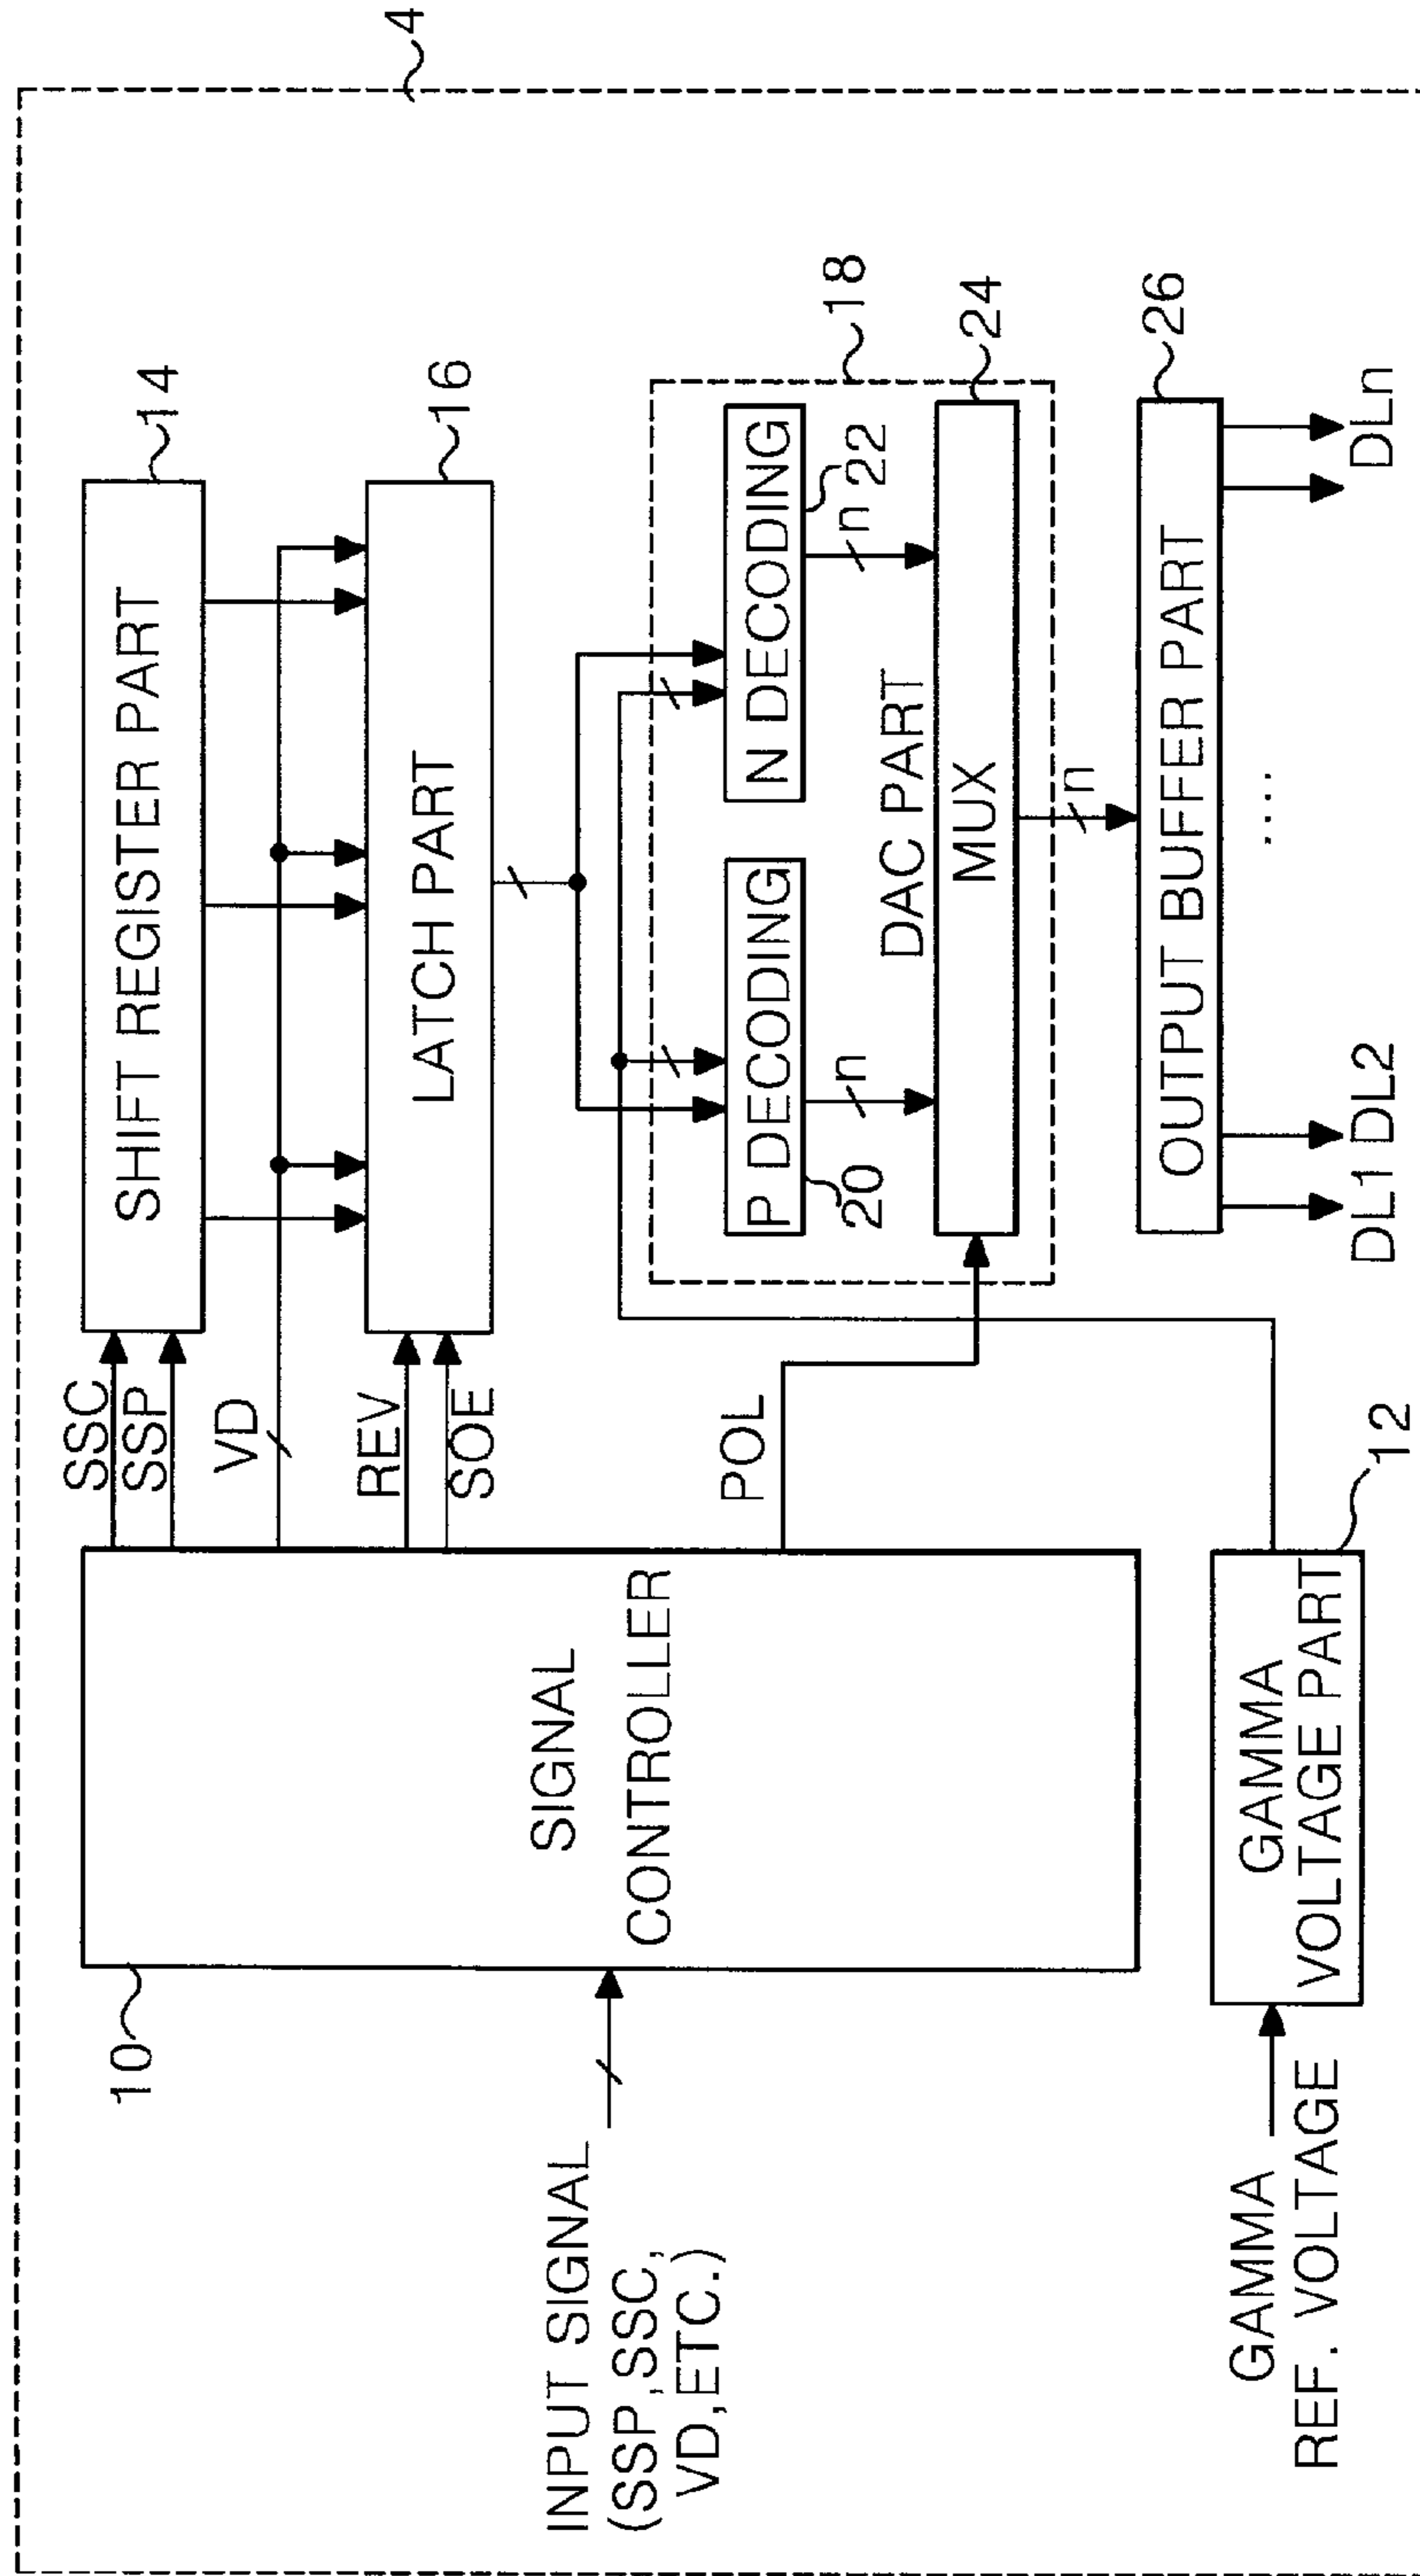 4
SSC
SSP
SHIFT REGISTER PART
14
VD
10
REV
SOE
LATCH PART
16
SIGNAL
CONTROLLER
INPUT SIGNAL
(SSP,SSC,
VD,ETC.)
18
P DECODING
N DECODING
20
n
n
22
DAC PART
POL
MUX
24
n
GAMMA
REF. VOLTAGE
GAMMA
VOLTAGE PART
12
OUTPUT BUFFER PART
26
....
DL1 DL2
DLn